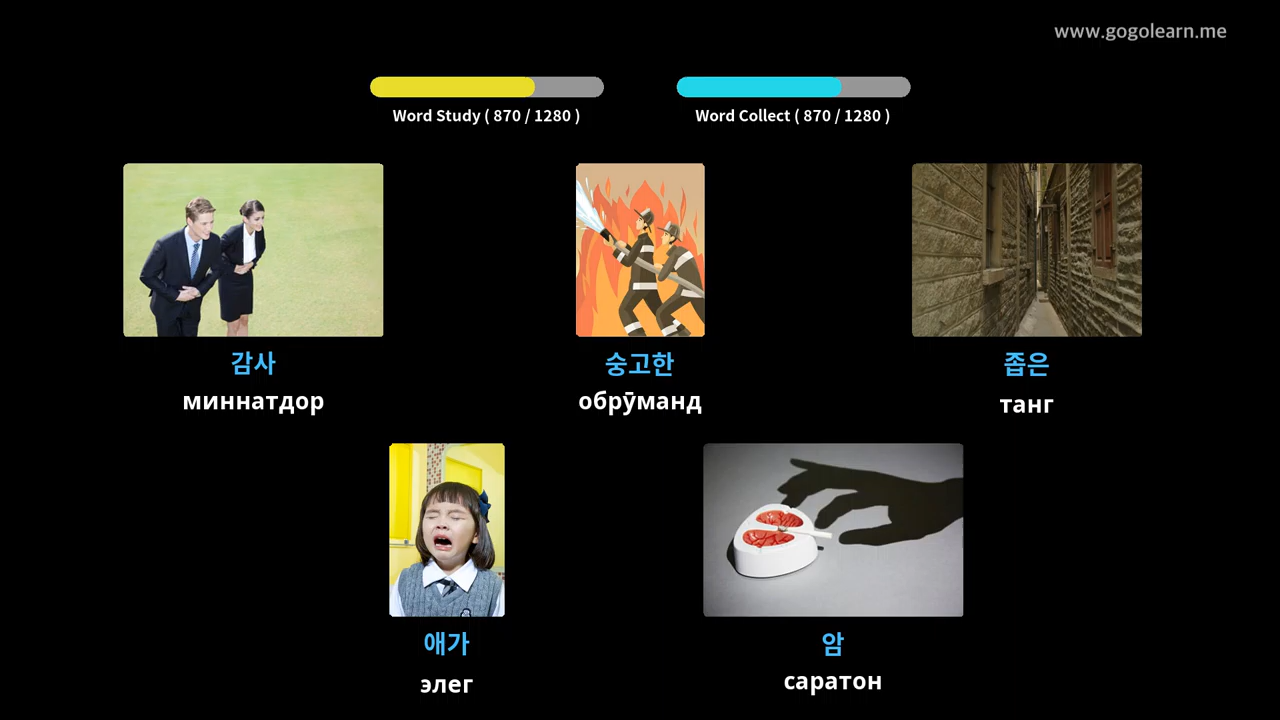 www.gogolearn.me
Word Study ( 870 / 1280 )
Word Collect ( 870 / 1280 )
감사
миннатдор
숭고한
обрӯманд
좁은
танг
애가
элег
암
саратон